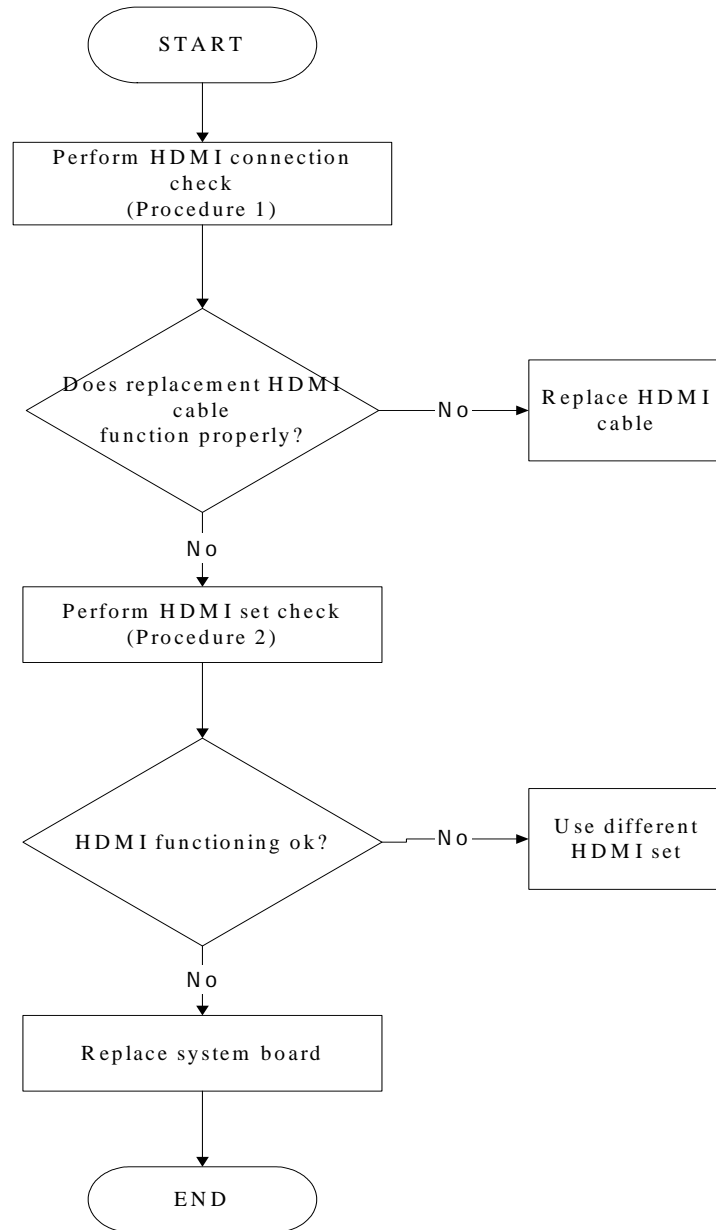 START
Perform HDMI connection
check
(Procedure 1)
Does replacement HDMI
cable
function properly?
No
Replace HDMI
cable
No
Perform HDMI set check
(Procedure 2)
HDMI functioning ok?
No
Use different
HDMI set
No
Replace system board
END